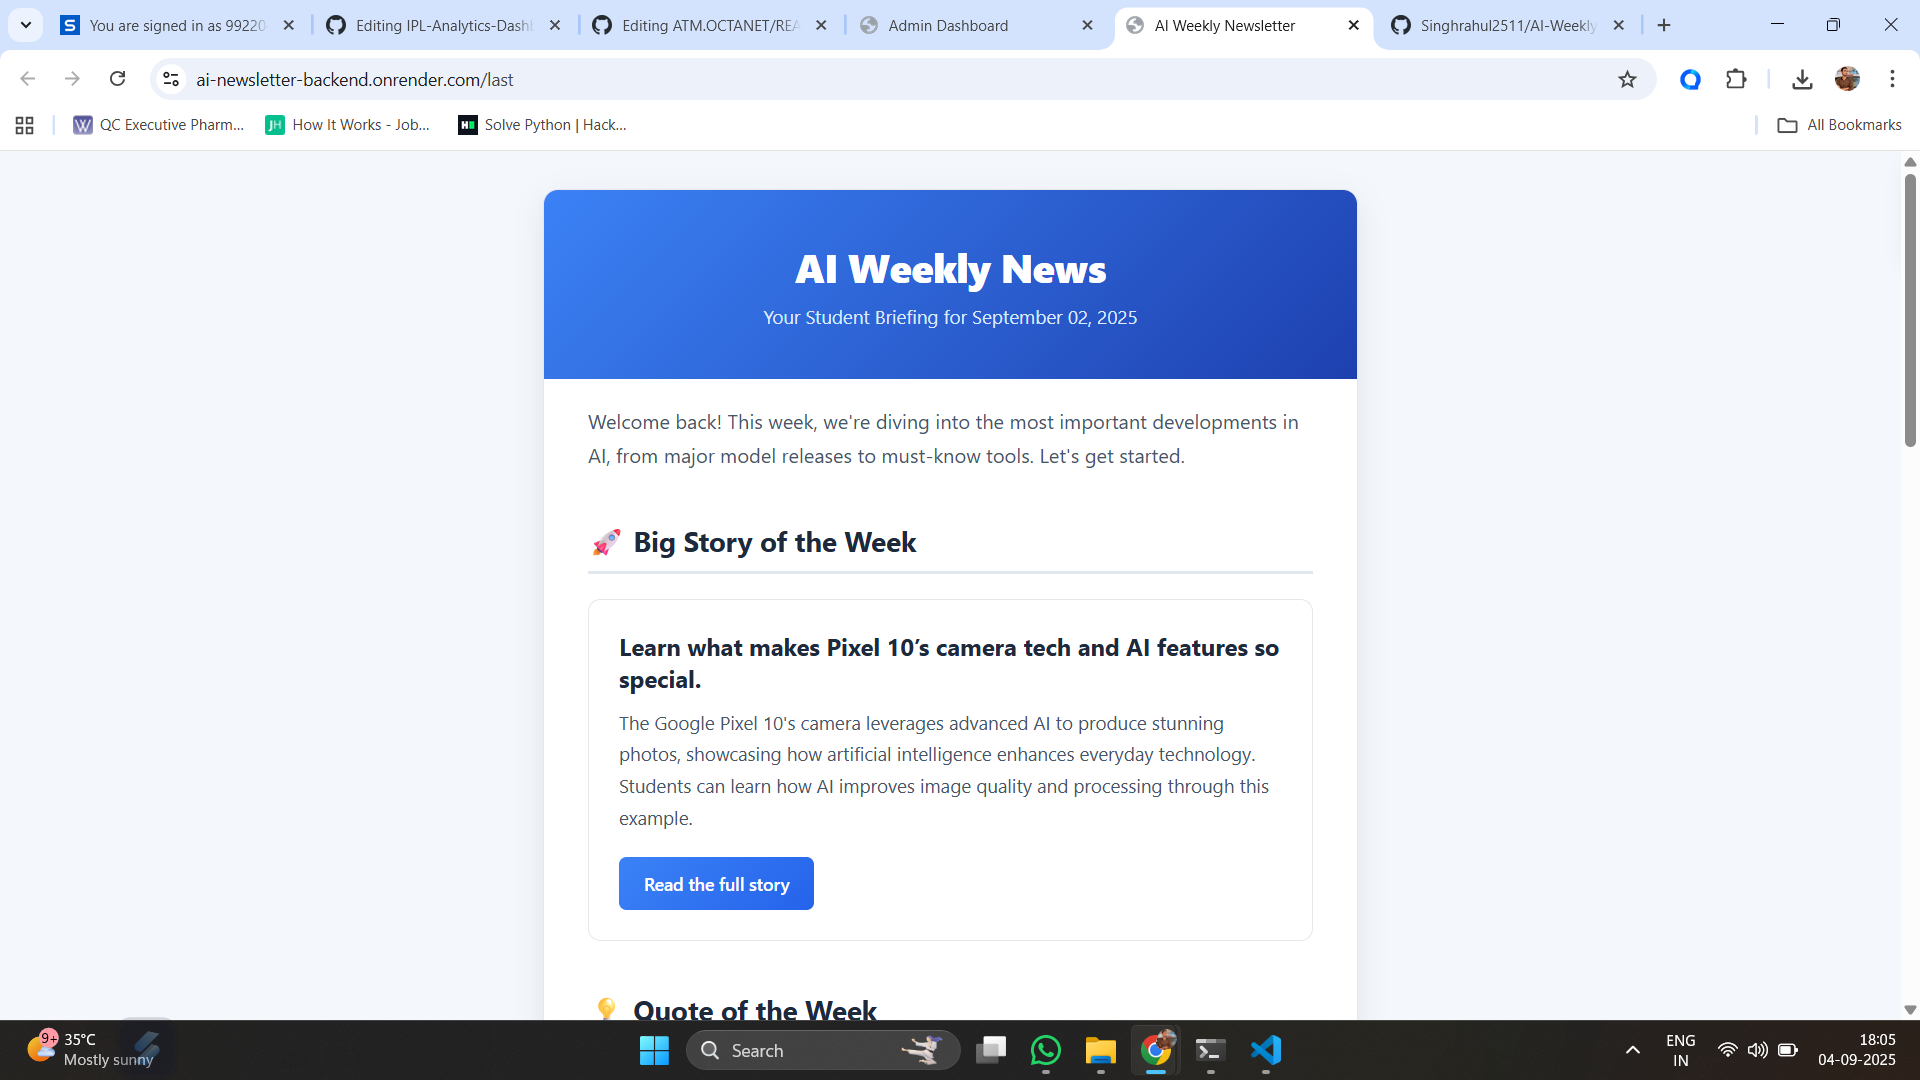 You are signed in as 99220
Editing IPL-Analytics-Dashb
Editing ATM.OCTANET/REA
Admin Dashboard
AI Weekly Newsletter
Singhrahul2511/AI-Weekly
ai-newsletter-backend.onrender.com/last
QC Executive Pharm...
How It Works - Job...
Solve Python | Hack...
All Bookmarks
AI Weekly News
Your Student Briefing for September 02, 2025
Welcome back! This week, we're diving into the most important developments in
AI, from major model releases to must-know tools. Let's get started.
🚀 Big Story of the Week
Learn what makes Pixel 10’s camera tech and AI features so
special.
The Google Pixel 10's camera leverages advanced AI to produce stunning
photos, showcasing how artificial intelligence enhances everyday technology.
Students can learn how AI improves image quality and processing through this
example.
Read the full story
💡 Quote of the Week
9+
35°C
Mostly sunny
Search
ENG
IN
18:05
04-09-2025